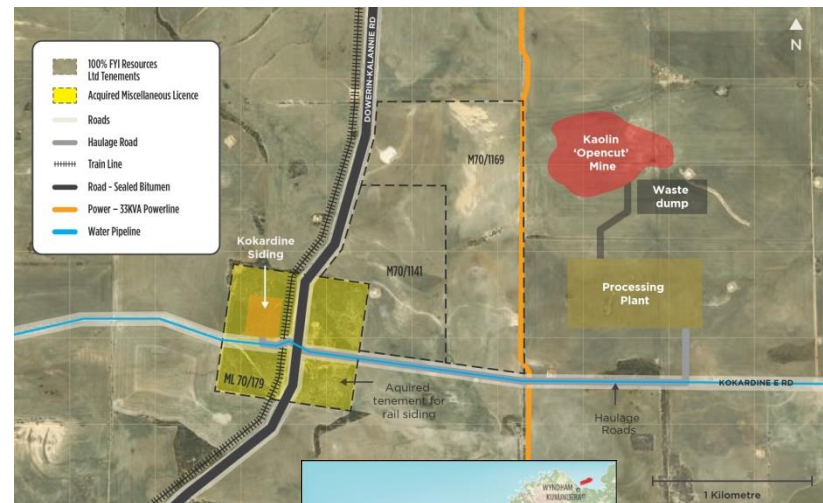 100% FYI Resources
Ltd Tenements
Acquired Miscellaneous Licence
Roads
Haulage Road
Train Line
Road - Sealed Bitumen
Power – 33KVA Powerline
Water Pipeline
DOWERIN-KALANNIE RD
N
M70/1169
Kaolin
'Opencut'
Mine
Waste
dump
Kokardine
Siding
M70/1141
Processing
Plant
ML 70/179
Aquired
tenement for
rail siding
KOKARDINE E RD
Haulage
Roads
WYNDHAM
KUNUNURRA
1 Kilometre